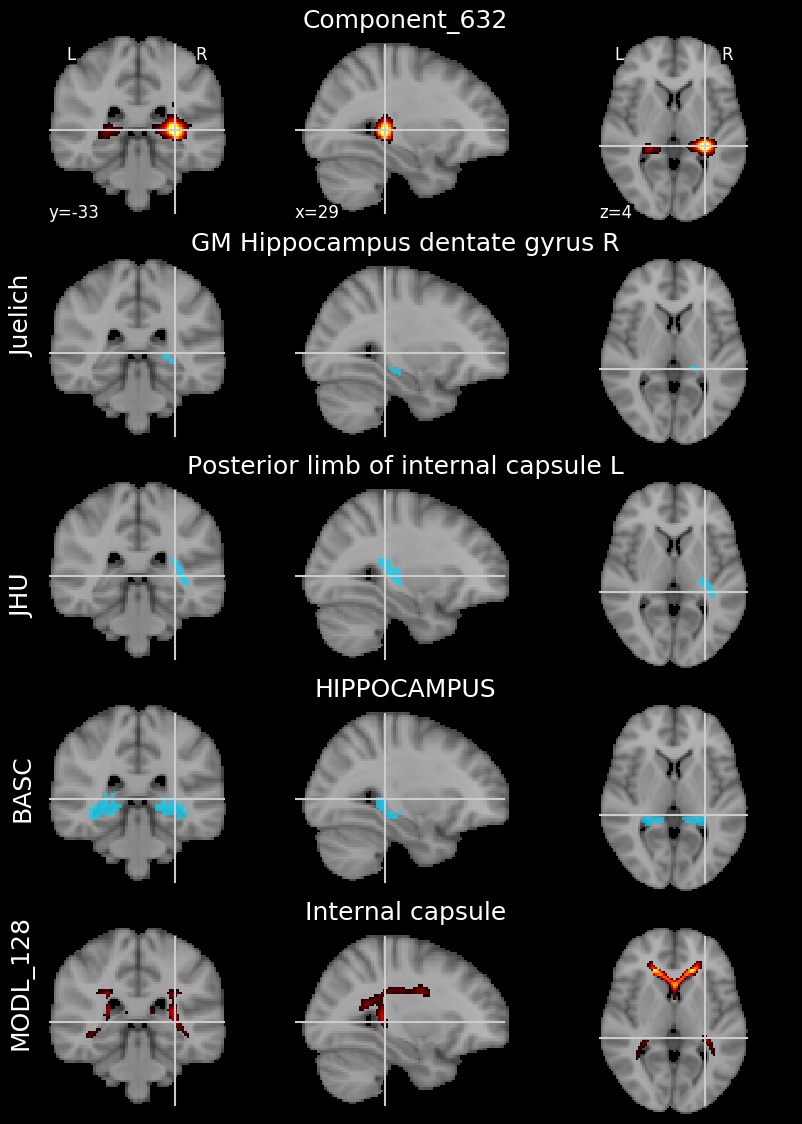 Component_632
L R L R
y=-33 x=29 z=4
GM Hippocampus dentate gyrus R
Juelich
Posterior limb of internal capsule L
JHU
HIPPOCAMPUS
BASC
Internal capsule
MODL_128